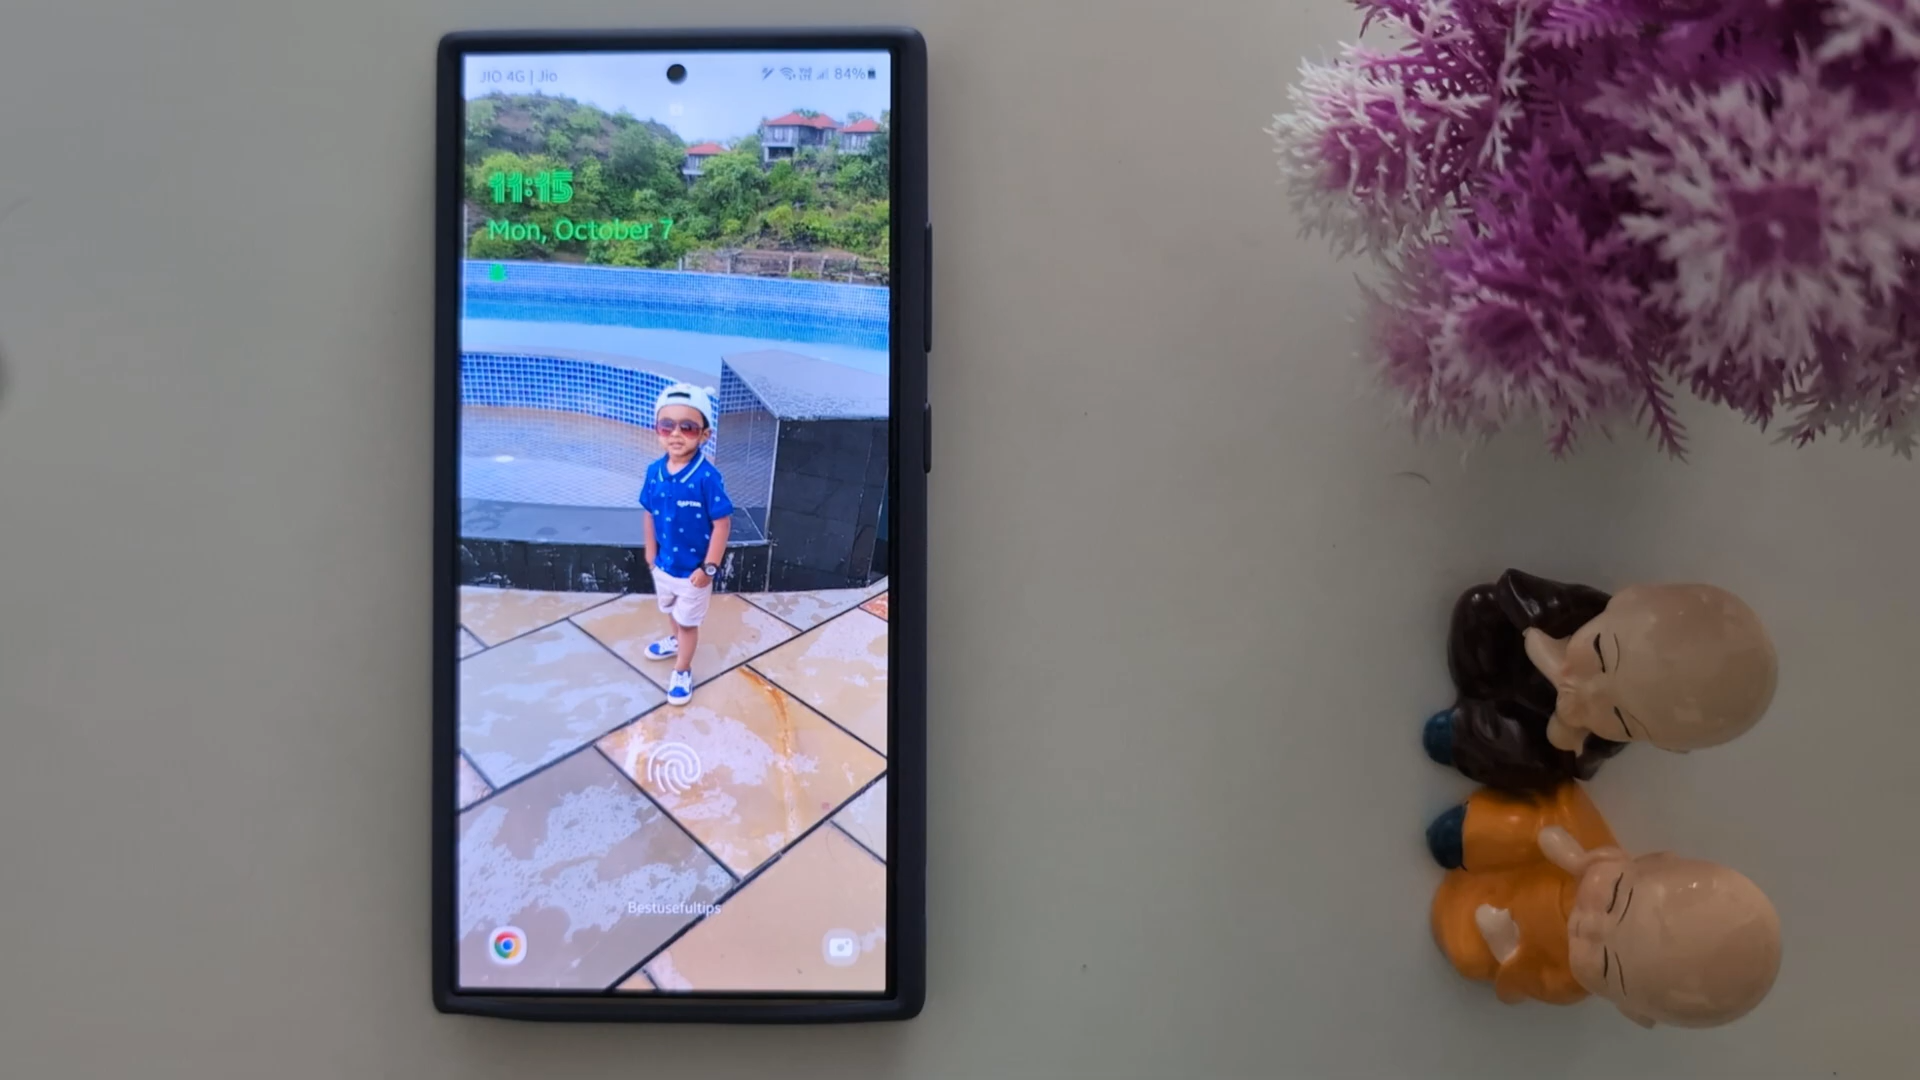 JIO 4G | Jio
84%
11:15
Mon, October 7
Bestusefultips